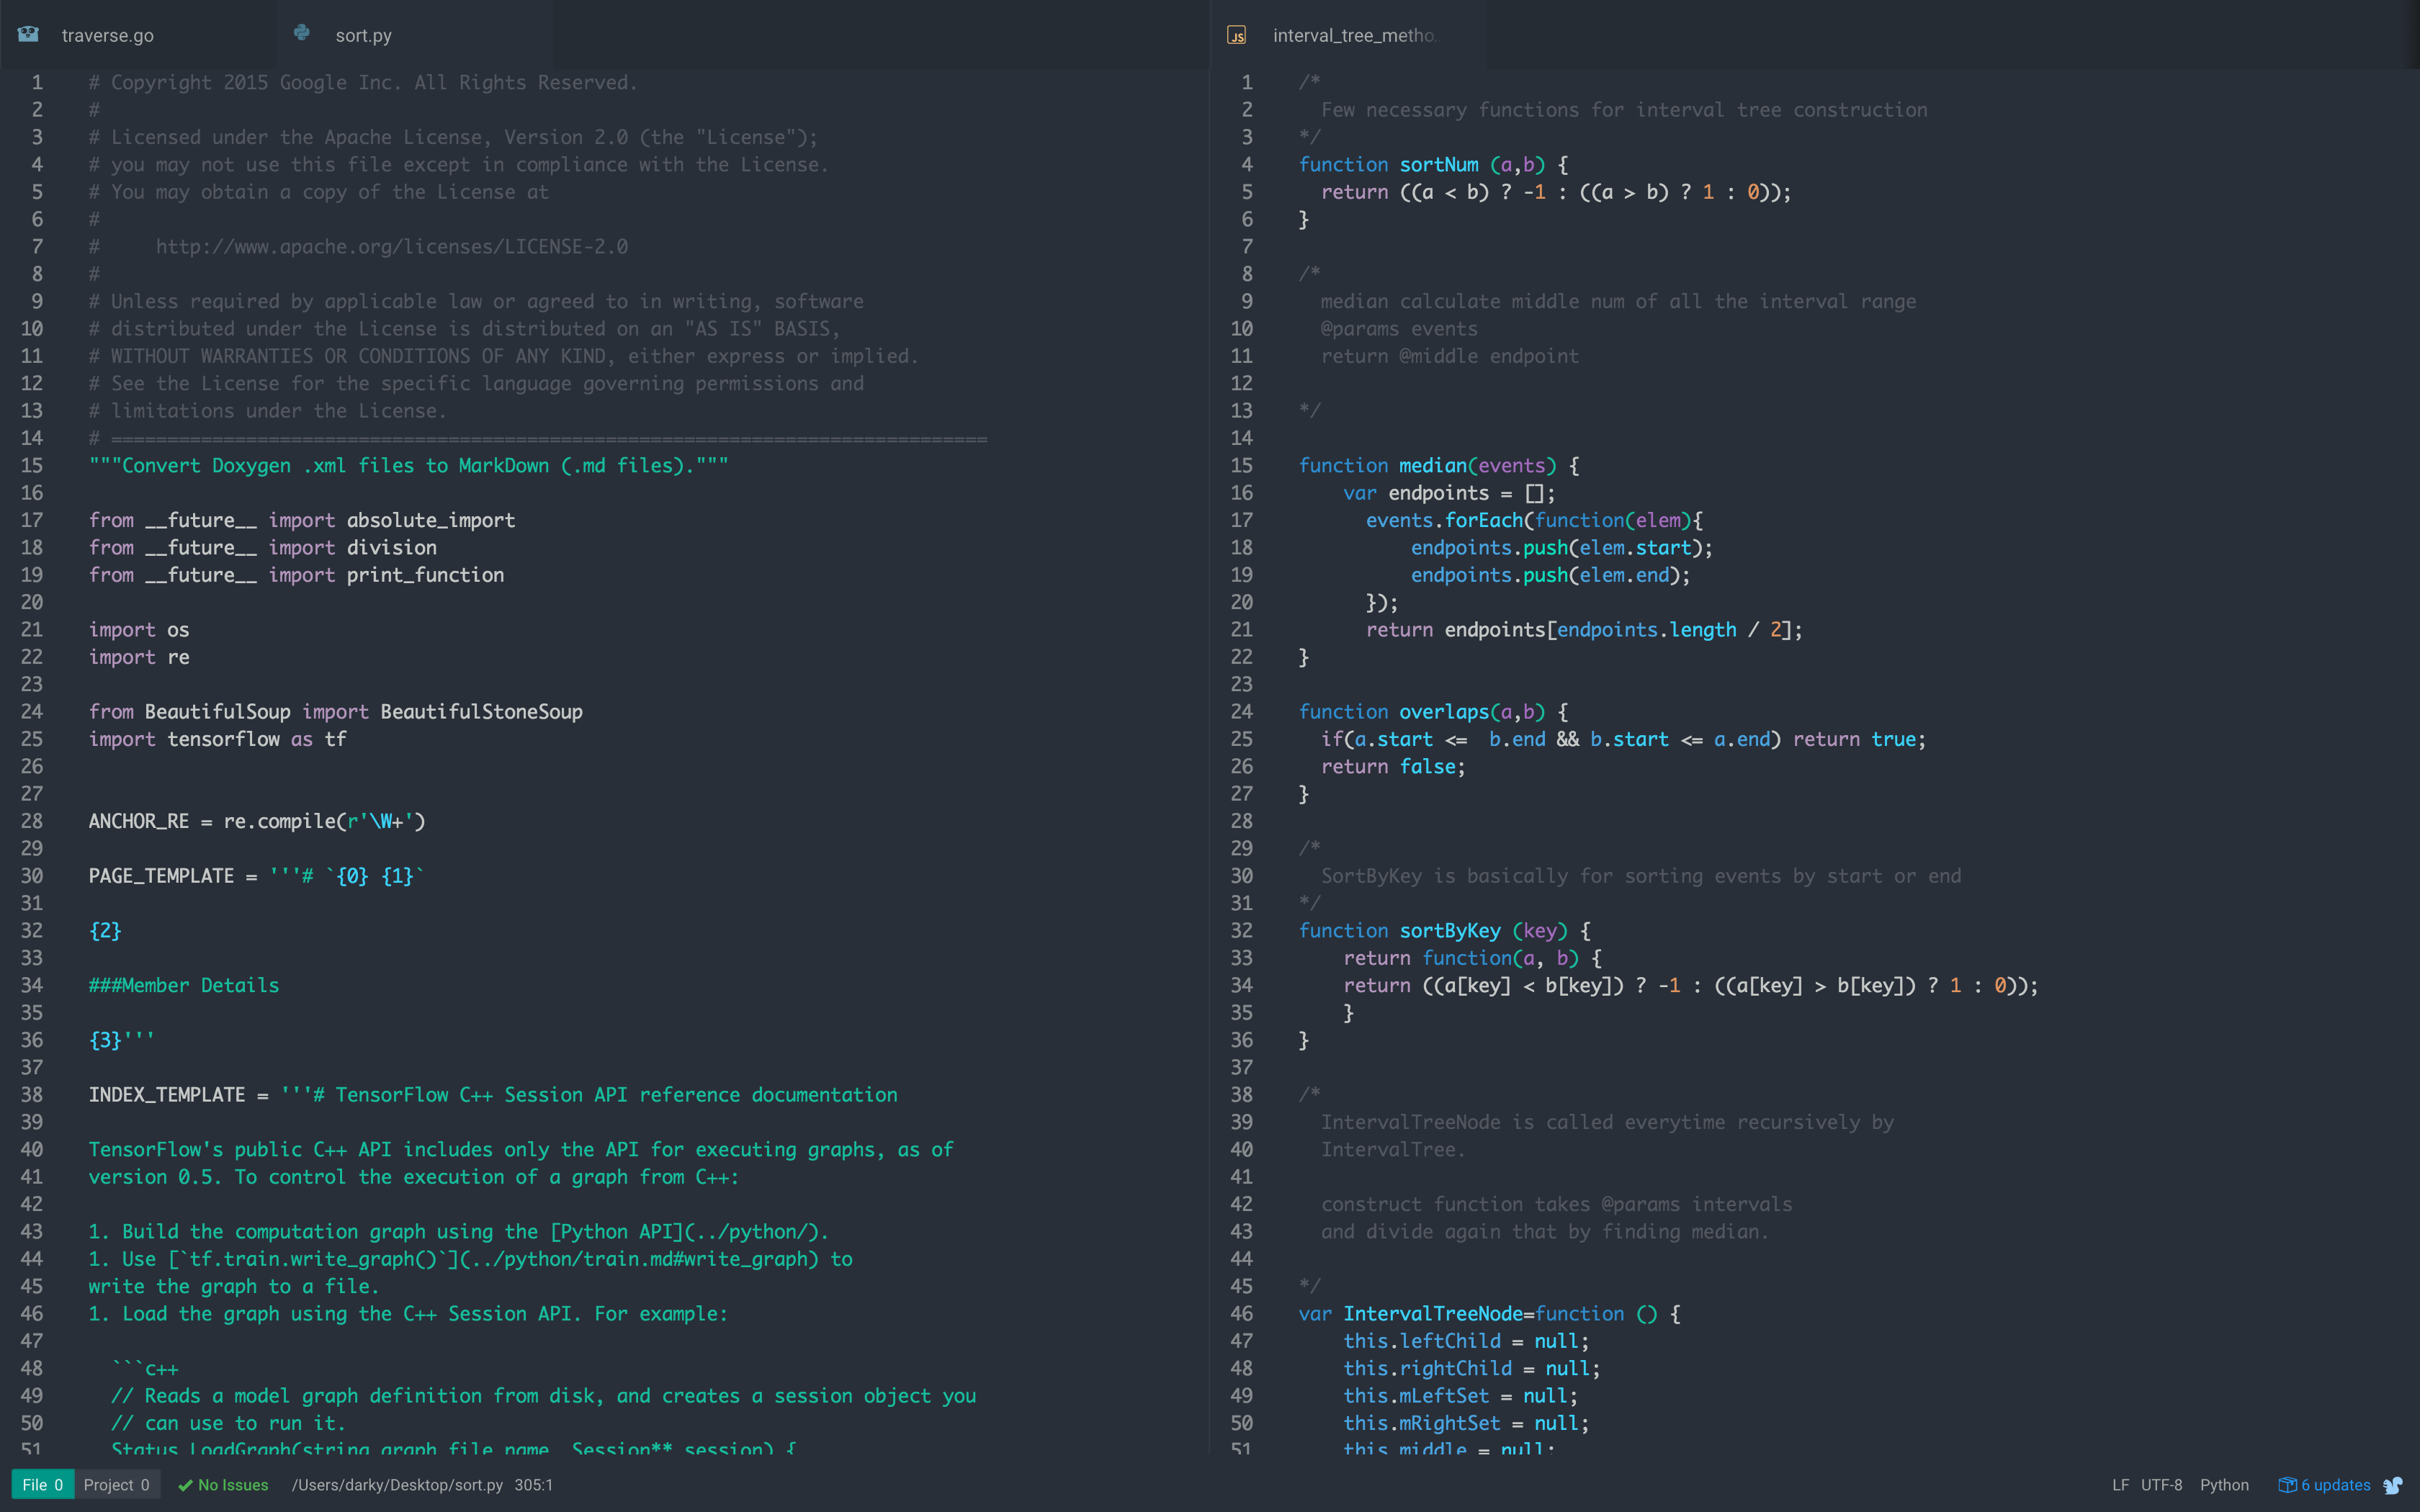 traverse.go
sort.py
1 # Copyright 2015 Google Inc. All Rights Reserved.
2 #
3 # Licensed under the Apache License, Version 2.0 (the "License");
4 # you may not use this file except in compliance with the License.
5 # You may obtain a copy of the License at
6 #
7 #     http://www.apache.org/licenses/LICENSE-2.0
8 #
9 # Unless required by applicable law or agreed to in writing, software
10 # distributed under the License is distributed on an "AS IS" BASIS,
11 # WITHOUT WARRANTIES OR CONDITIONS OF ANY KIND, either express or implied.
12 # See the License for the specific language governing permissions and
13 # limitations under the License.
14 # ==============================================================================
15 """Convert Doxygen .xml files to MarkDown (.md files)."""
16
17 from __future__ import absolute_import
18 from __future__ import division
19 from __future__ import print_function
20
21 import os
22 import re
23
24 from BeautifulSoup import BeautifulStoneSoup
25 import tensorflow as tf
26
27
28 ANCHOR_RE = re.compile(r'\W+')
29
30 PAGE_TEMPLATE = '''# `{0} {1}`
31
32 {2}
33
34 ###Member Details
35
36 {3}'''
37
38 INDEX_TEMPLATE = '''# TensorFlow C++ Session API reference documentation
39
40 TensorFlow's public C++ API includes only the API for executing graphs, as of
41 version 0.5. To control the execution of a graph from C++:
42
43 1. Build the computation graph using the [Python API](../python/).
44 1. Use [`tf.train.write_graph()`](../python/train.md#write_graph) to
45 write the graph to a file.
46 1. Load the graph using the C++ Session API. For example:
47
48   ```c++
49   // Reads a model graph definition from disk, and creates a session object you
50   // can use to run it.
51   Status LoadGraph(string graph_file_name, Session** session) {
JS interval_tree_metho
1 /*
2   Few necessary functions for interval tree construction
3 */
4 function sortNum (a,b) {
5   return ((a < b) ? -1 : ((a > b) ? 1 : 0));
6 }
7
8 /*
9   median calculate middle num of all the interval range
10   @params events
11   return @middle endpoint
12
13 */
14
15 function median(events) {
16     var endpoints = [];
17       events.forEach(function(elem){
18           endpoints.push(elem.start);
19           endpoints.push(elem.end);
20       });
21       return endpoints[endpoints.length / 2];
22 }
23
24 function overlaps(a,b) {
25   if(a.start <=  b.end && b.start <= a.end) return true;
26   return false;
27 }
28
29 /*
30   SortByKey is basically for sorting events by start or end
31 */
32 function sortByKey (key) {
33     return function(a, b) {
34     return ((a[key] < b[key]) ? -1 : ((a[key] > b[key]) ? 1 : 0));
35     }
36 }
37
38 /*
39   IntervalTreeNode is called everytime recursively by
40   IntervalTree.
41
42   construct function takes @params intervals
43   and divide again that by finding median.
44
45 */
46 var IntervalTreeNode=function () {
47     this.leftChild = null;
48     this.rightChild = null;
49     this.mLeftSet = null;
50     this.mRightSet = null;
51     this.middle = null;
File 0 Project 0 No Issues /Users/darky/Desktop/sort.py 305:1 LF UTF-8 Python 6 updates